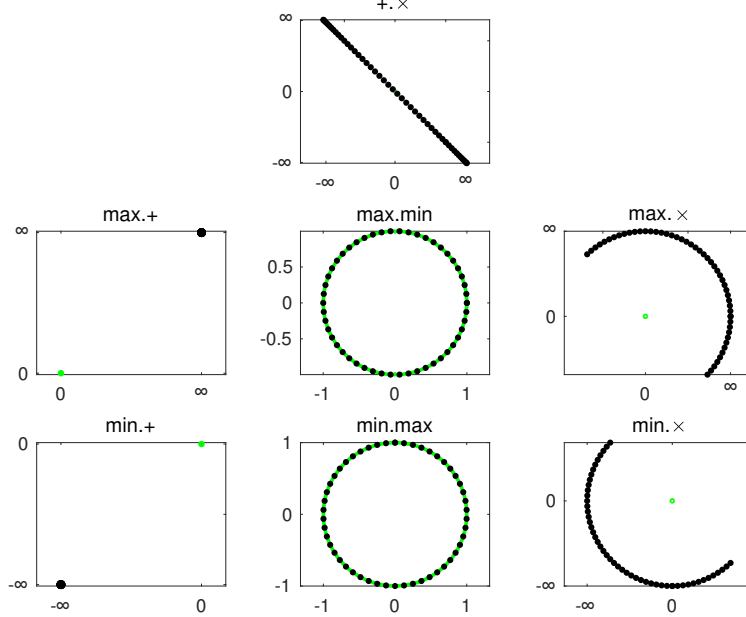 +.×
∞
0
-∞
-∞ 0 ∞
max.+ max.min max.×
∞ 0.5 ∞
0 0
-0.5
0
0 ∞ -1 0 1 0 ∞
min.+ min.max min.×
0 1
0 0
-∞ -1 -∞
-∞ 0 -1 0 1 -∞ 0